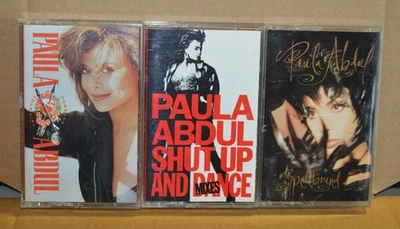 PAULA ABDUL
PAULA
ABDUL
SHUT UP
AND DANCE
MIXES
Paula Abdul
Spellbound